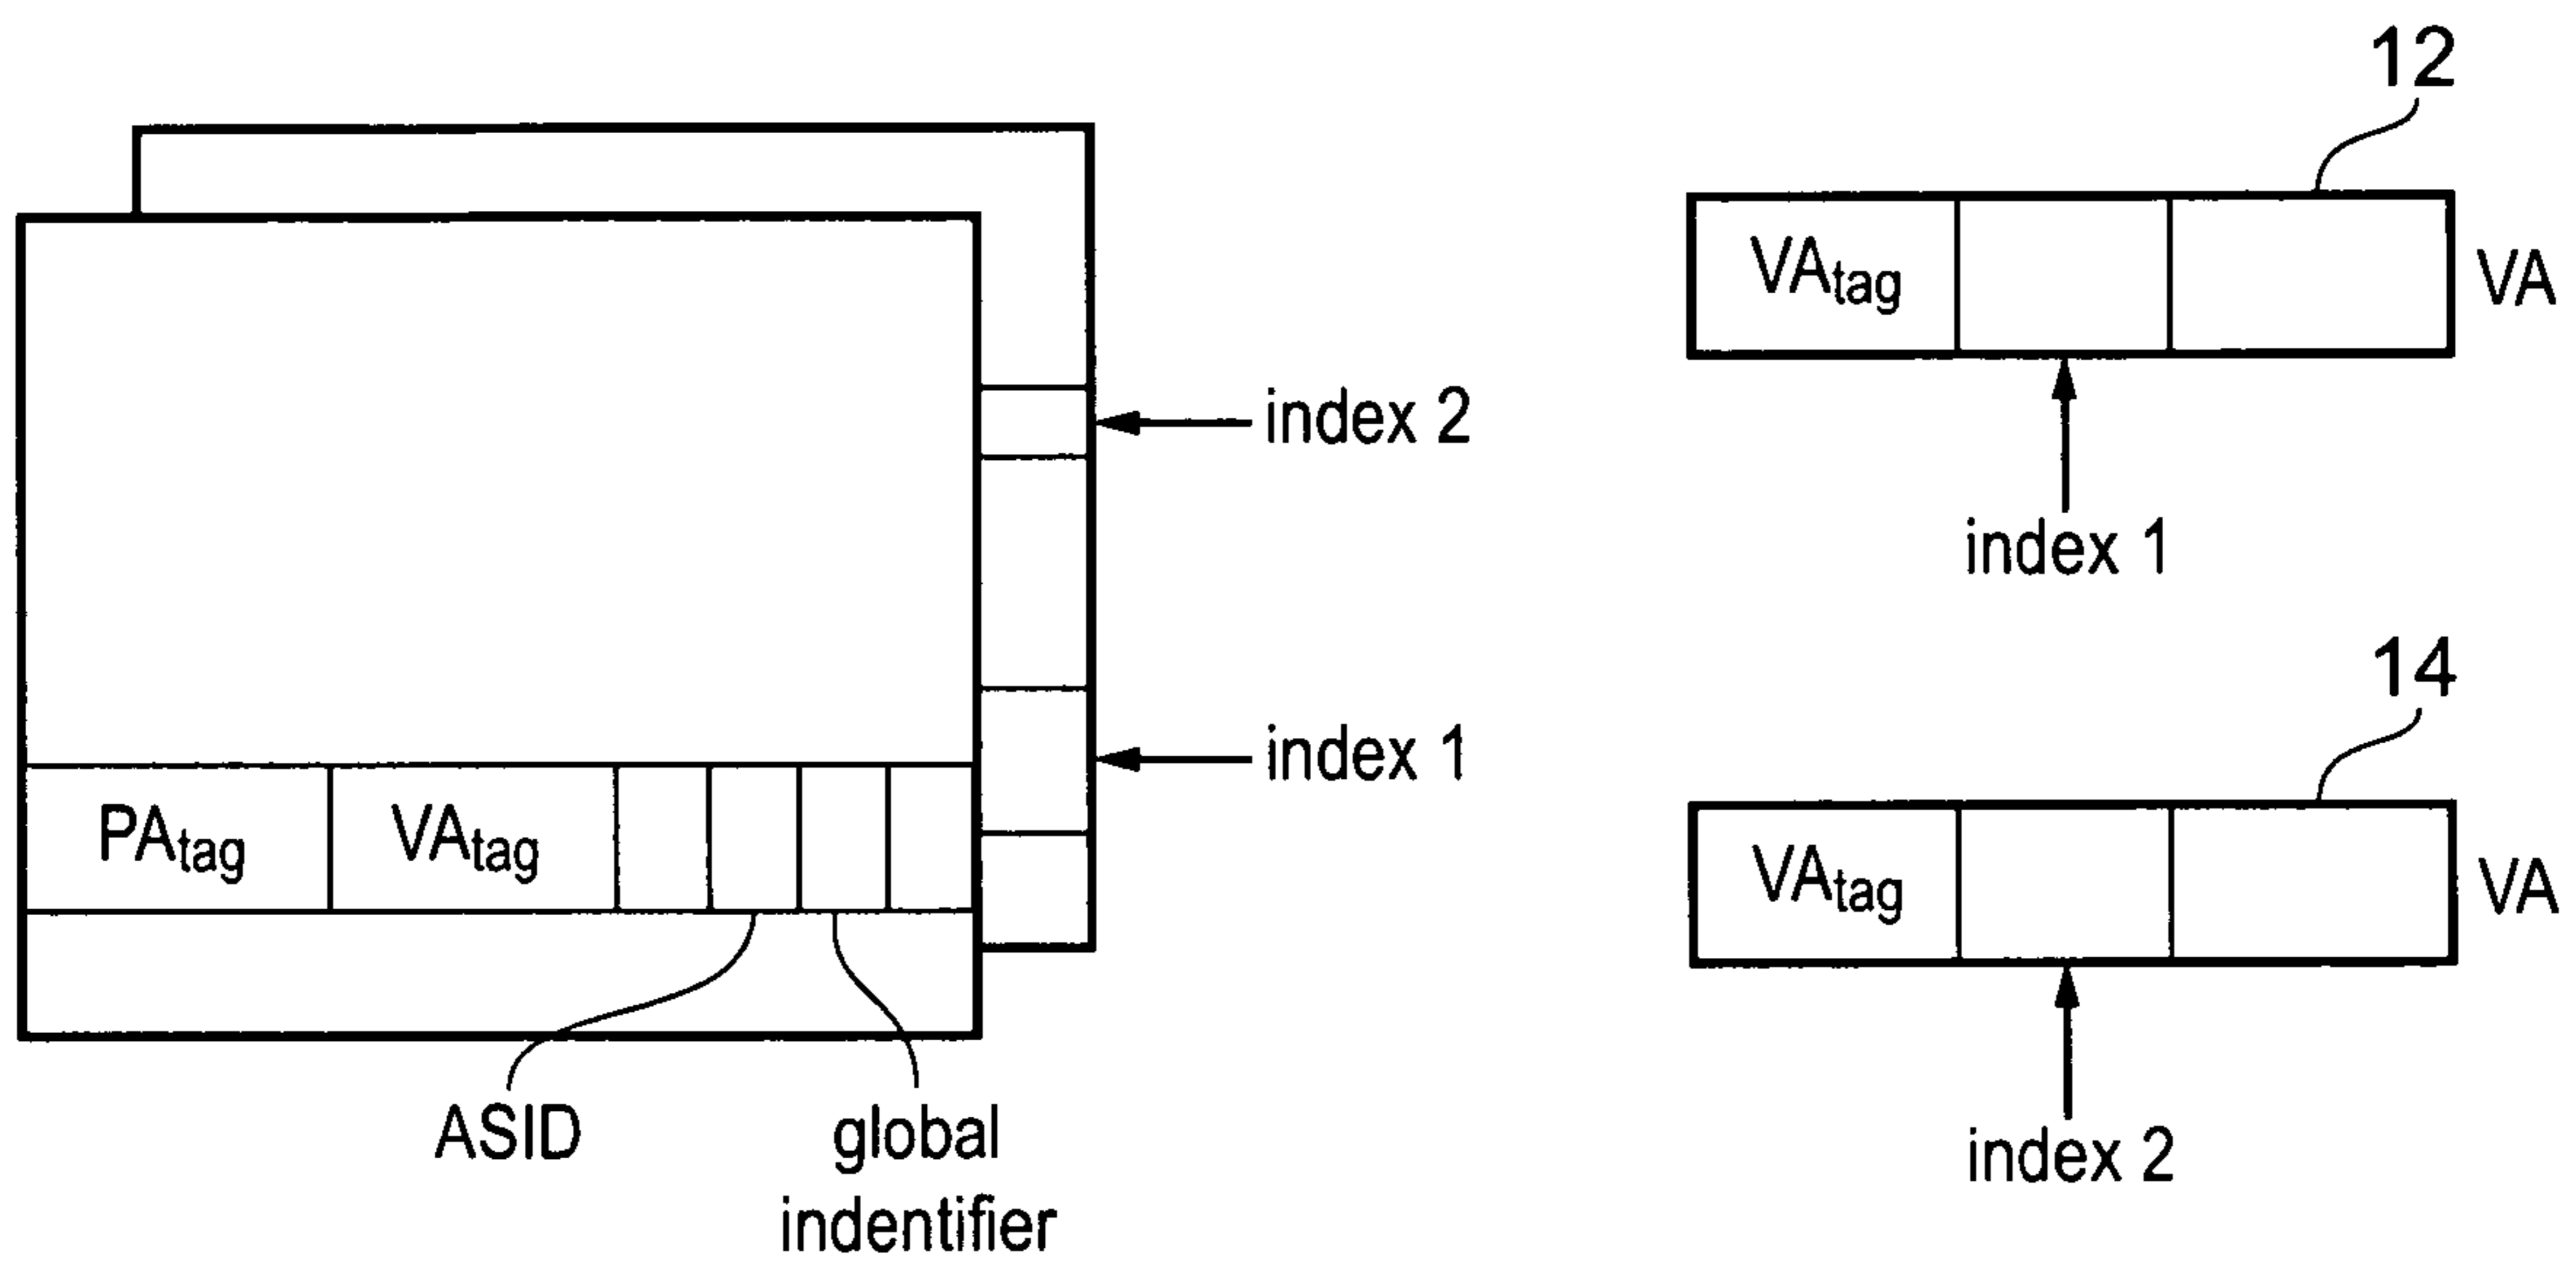 12
VAtag
VA
index 2
index 1
index 1
14
PAtag
VAtag
VAtag
VA
ASID
global
indentifier
index 2